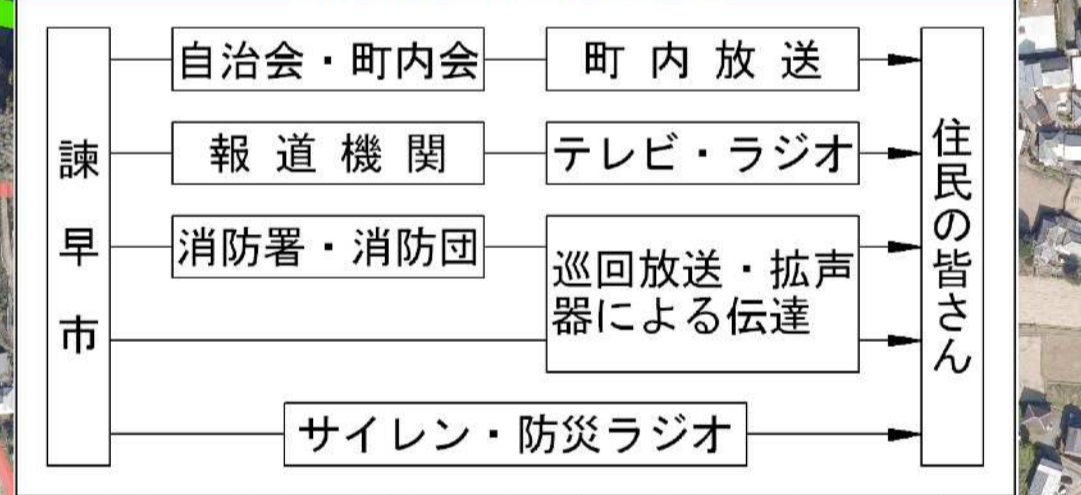 諫早市
自治会・町内会
町内放送
報道機関
テレビ・ラジオ
消防署・消防団
巡回放送・拡声
器による伝達
サイレン・防災ラジオ
住民の皆さん